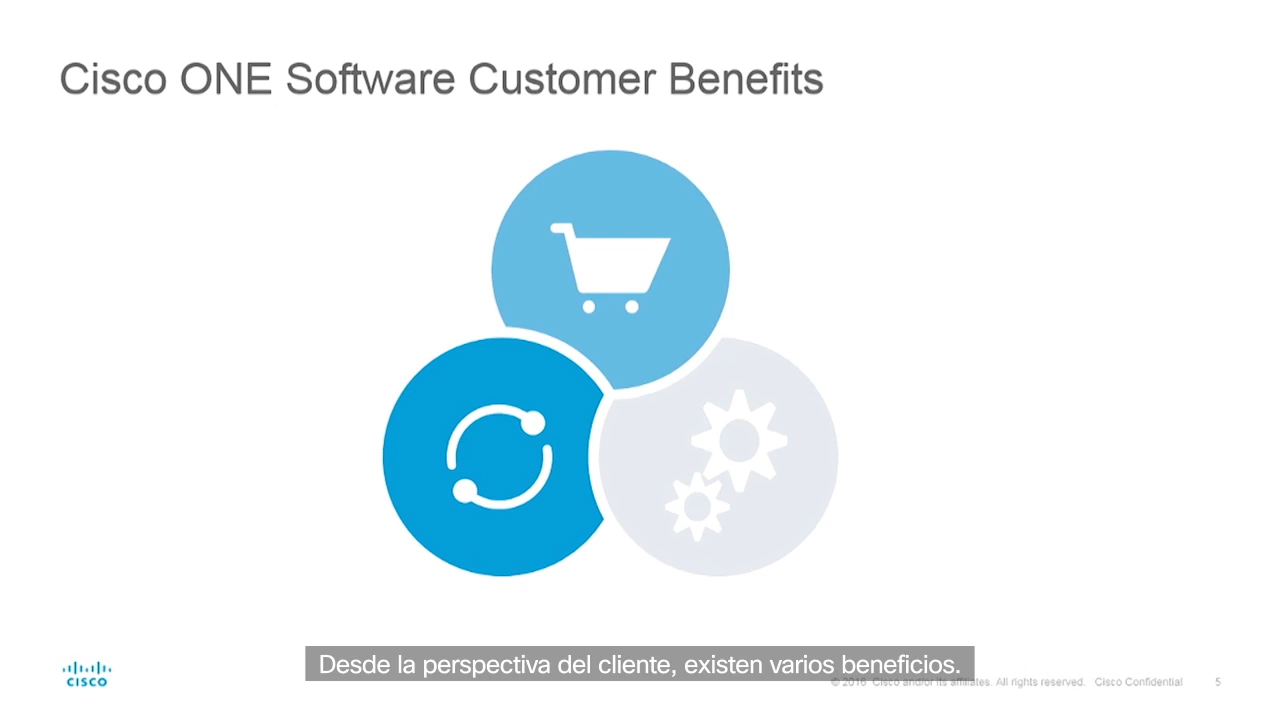 Cisco ONE Software Customer Benefits
Desde la perspectiva del cliente, existen varios beneficios.
CISCO
© 2016 Cisco and/or its affiliates. All rights reserved. Cisco Confidential 5